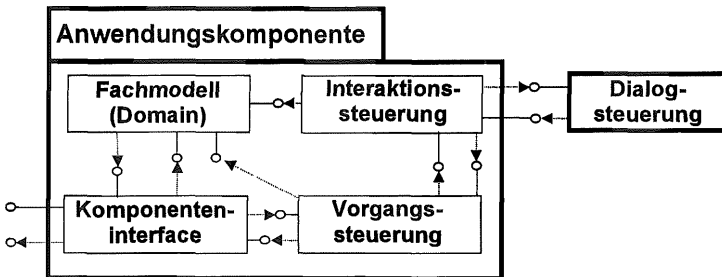 Anwendungskomponente
Fachmodell
(Domain)
Interaktions-
steuerung
Dialog-
steuerung
Komponenten-
interface
Vorgangs-
steuerung